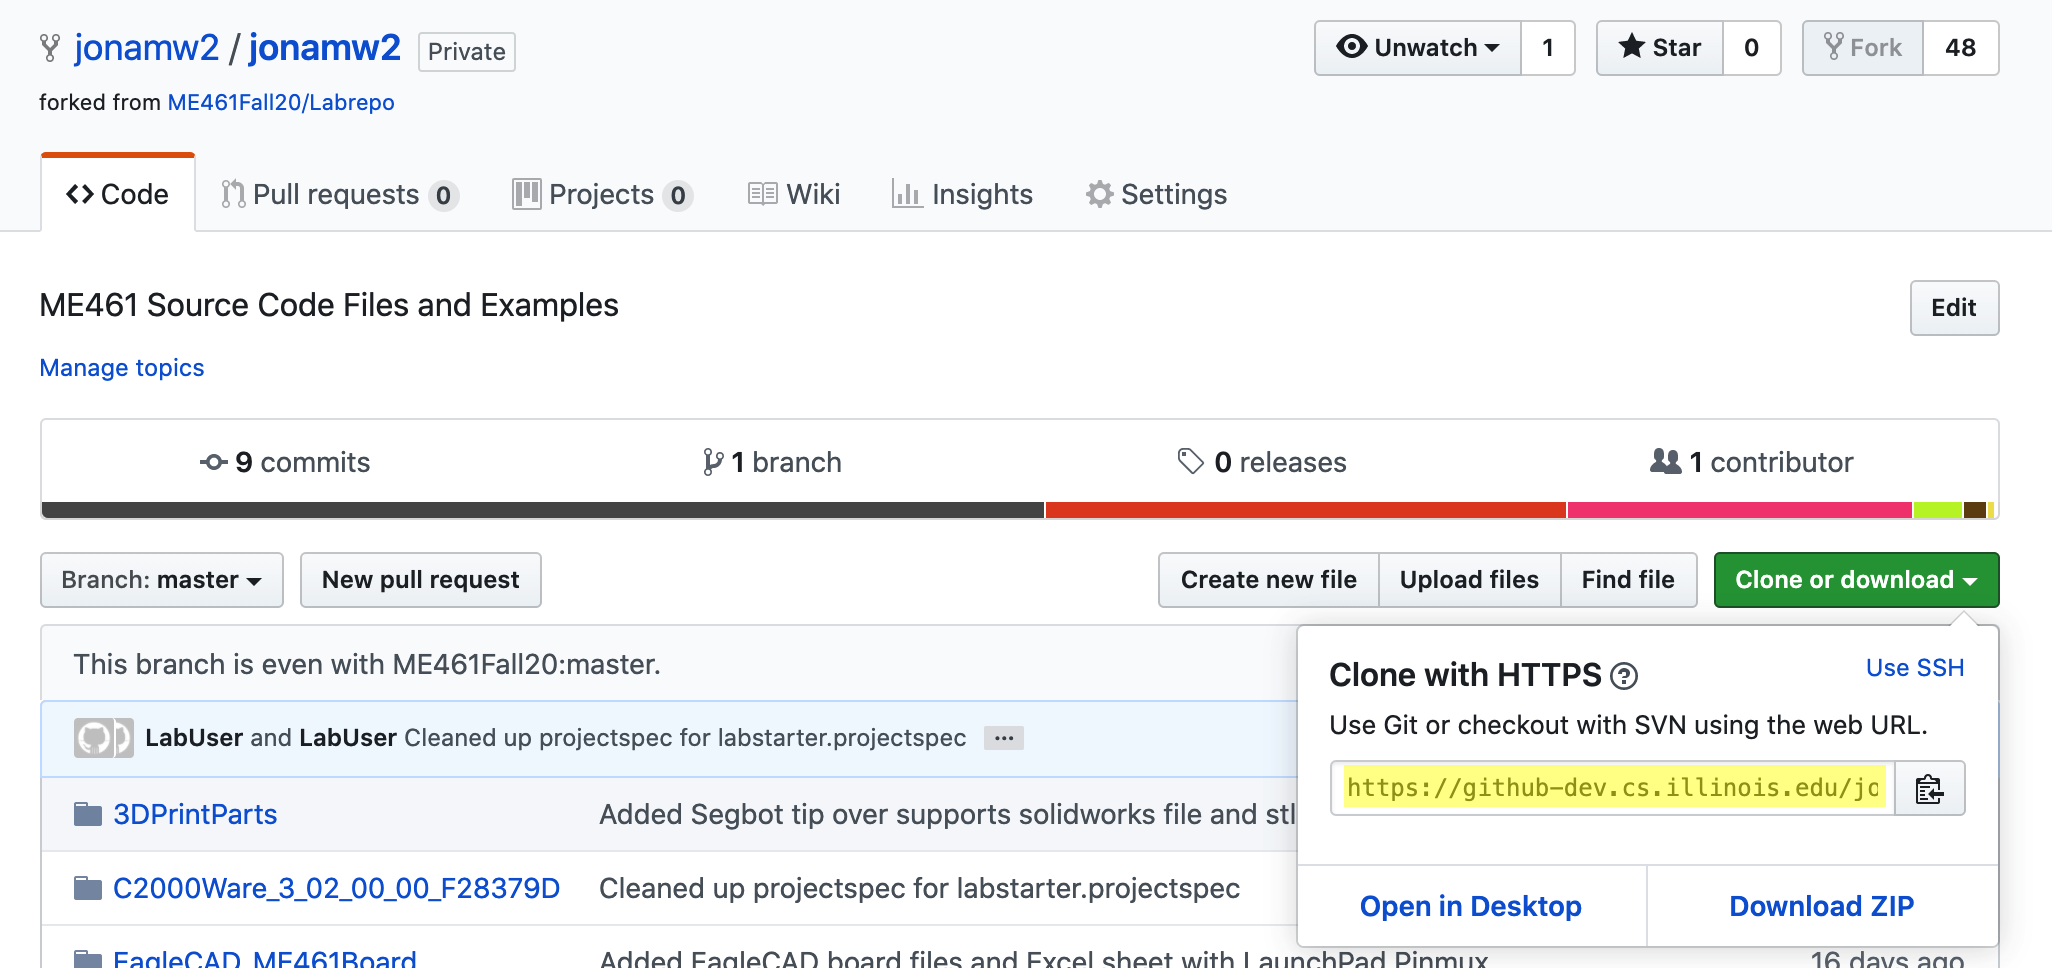 jonamw2 / jonamw2 Private
Unwatch 1 Star 0 Fork 48
forked from ME461Fall20/Labrepo
Code Pull requests 0 Projects 0 Wiki Insights Settings
ME461 Source Code Files and Examples
Edit
Manage topics
9 commits 1 branch 0 releases 1 contributor
Branch: master New pull request Create new file Upload files Find file Clone or download
This branch is even with ME461Fall20:master.
LabUser and LabUser Cleaned up projectspec for labstarter.projectspec ...
3DPrintParts Added Segbot tip over supports solidworks file and stl
C2000Ware_3_02_00_00_F28379D Cleaned up projectspec for labstarter.projectspec
EagleCAD_ME461Board Added EagleCAD board files and Excel sheet with LaunchPad Pinmux 16 days ago
Clone with HTTPS ? Use SSH
Use Git or checkout with SVN using the web URL.
https://github-dev.cs.illinois.edu/jo
Open in Desktop Download ZIP